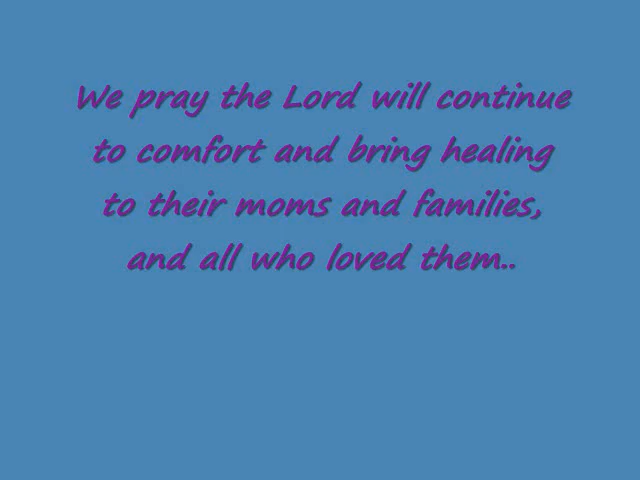 We pray the Lord will continue
to comfort and bring healing
to their moms and families,
and all who loved them..